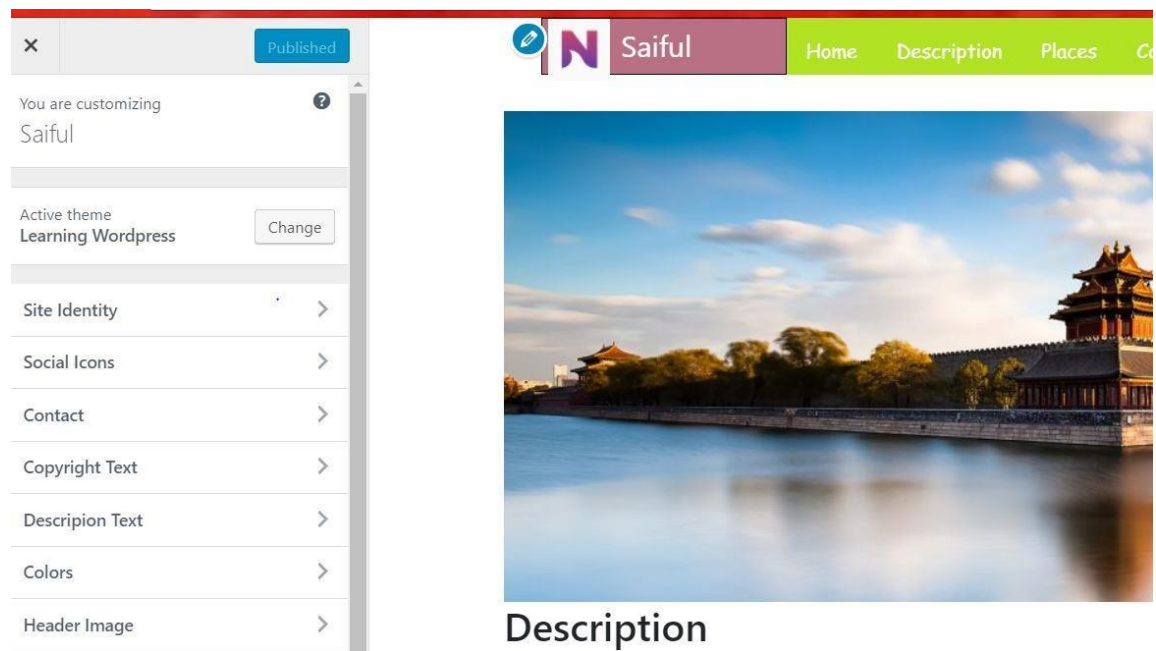 Published
You are customizing
Saiful
Active theme
Learning Wordpress
Change
Site Identity
Social Icons
Contact
Copyright Text
Descripion Text
Colors
Header Image
N Saiful
Home Description Places
Description